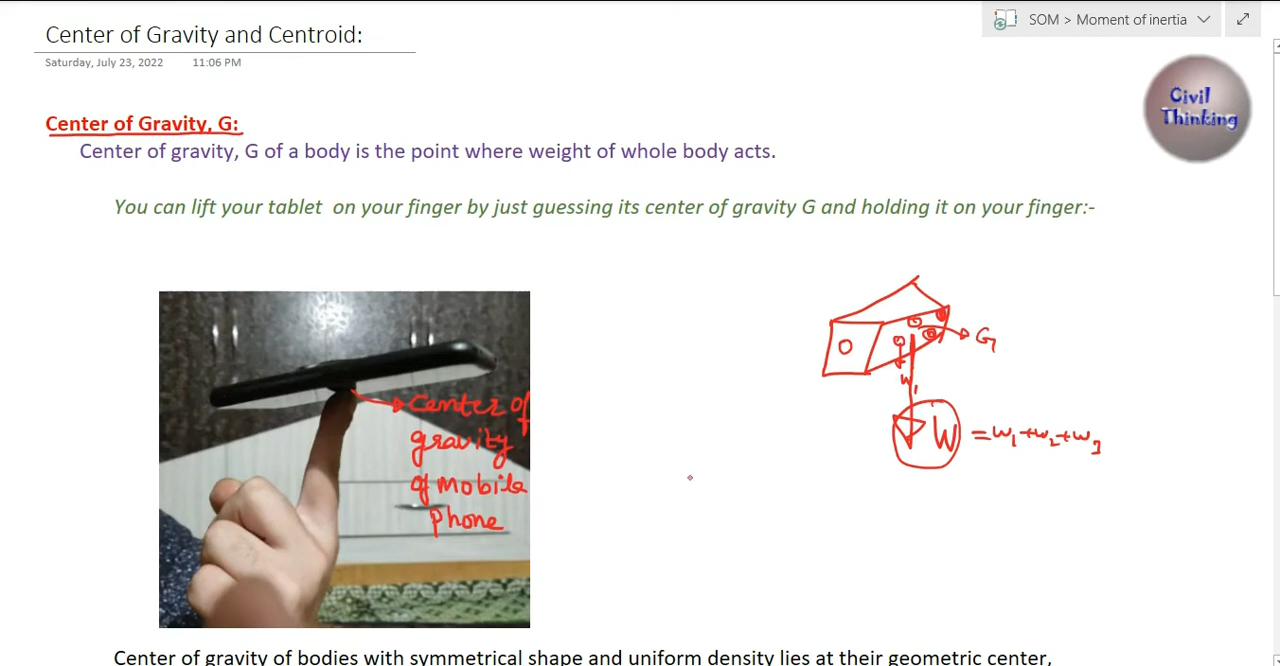 Center of Gravity and Centroid:
SOM > Moment of inertia
Saturday, July 23, 2022 11:06 PM
Civil
Thinking
Center of Gravity, G:
Center of gravity, G of a body is the point where weight of whole body acts.
You can lift your tablet on your finger by just guessing its center of gravity G and holding it on your finger:-
G
W1
W = W1+W2+W3
Center of
gravity
of mobile
phone
Center of gravity of bodies with symmetrical shape and uniform density lies at their geometric center,